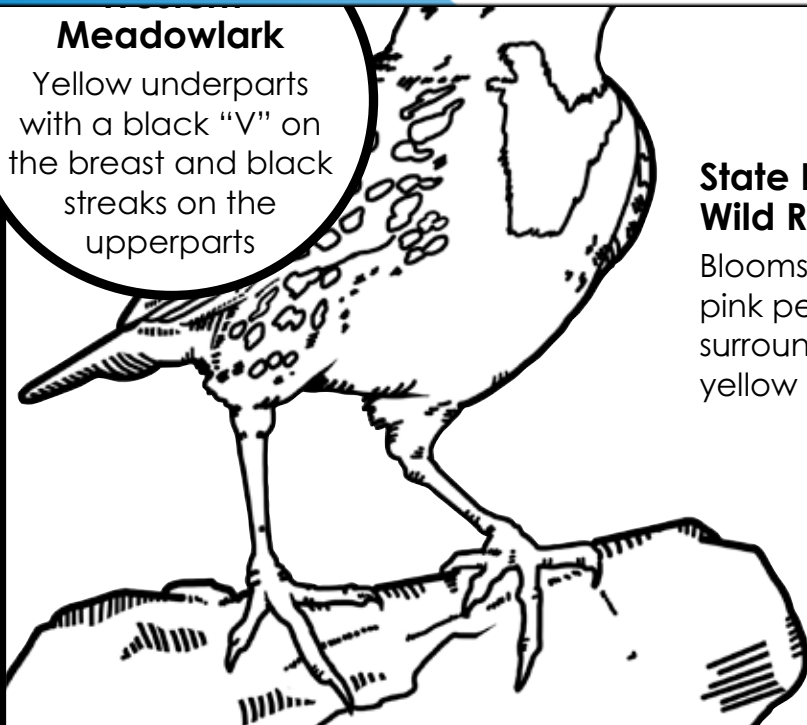 Meadowlark
Yellow underparts
with a black “V” on
the breast and black
streaks on the
upperparts
State
Wild
Blooms
pink
surroun
yellow